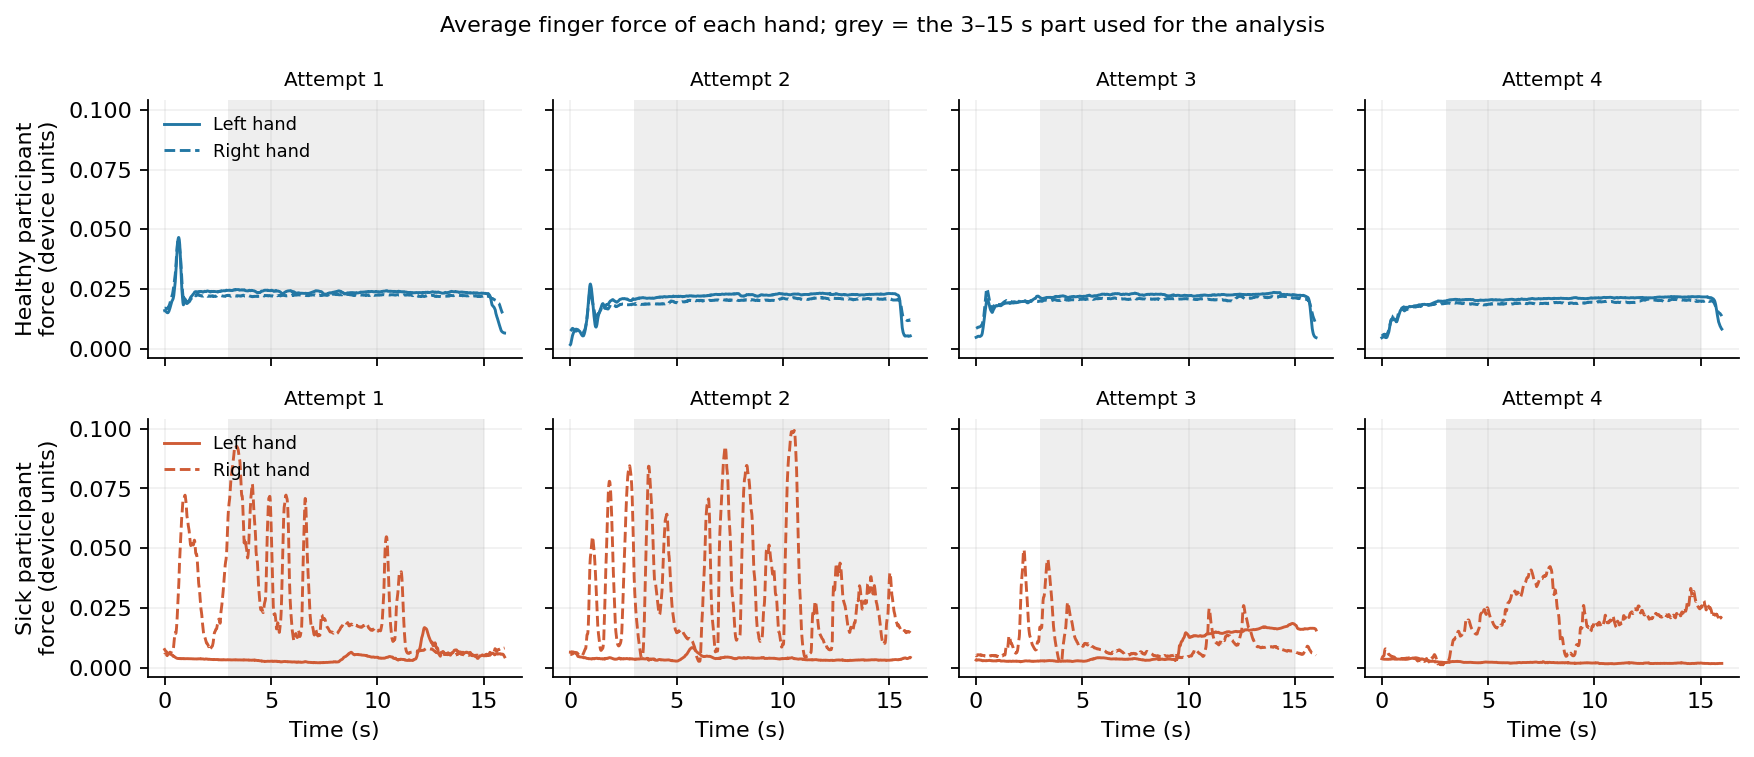 Average finger force of each hand; grey = the 3–15 s part used for the analysis
Attempt 1
Attempt 2
Attempt 3
Attempt 4
Healthy participant
force (device units)
0.100
0.075
0.050
0.025
0.000
Left hand
Right hand
Attempt 1
Attempt 2
Attempt 3
Attempt 4
Sick participant
force (device units)
0.100
0.075
0.050
0.025
0.000
Left hand
Right hand
0 5 10 15
0 5 10 15
0 5 10 15
0 5 10 15
Time (s)
Time (s)
Time (s)
Time (s)